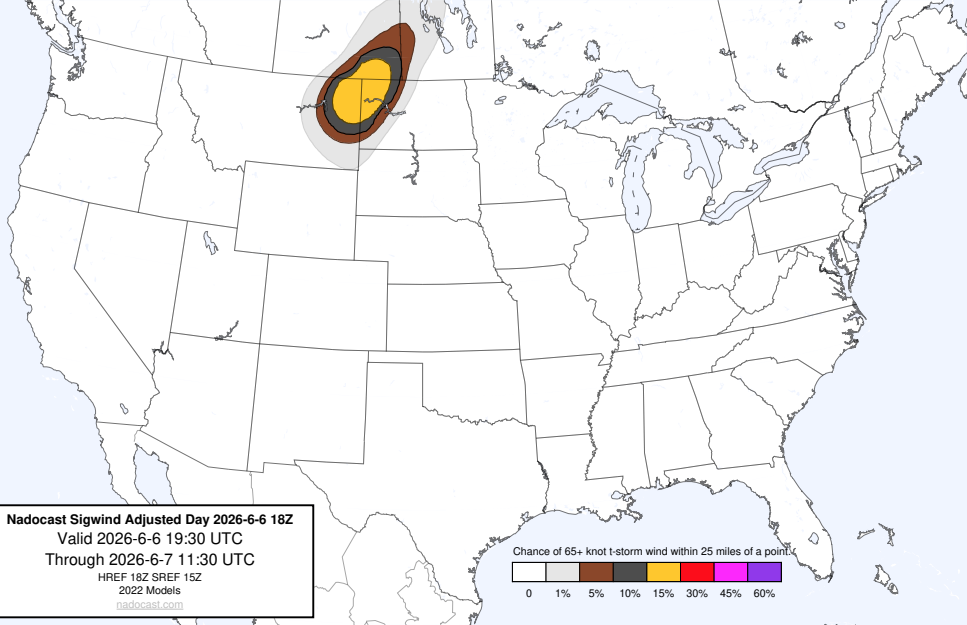 Nadocast Sigwind Adjusted Day 2026-6-6 18Z
Valid 2026-6-6 19:30 UTC
Through 2026-6-7 11:30 UTC
HREF 18Z SREF 15Z
2022 Models
nadocast.com
Chance of 65+ knot t-storm wind within 25 miles of a point.
0 1% 5% 10% 15% 30% 45% 60%